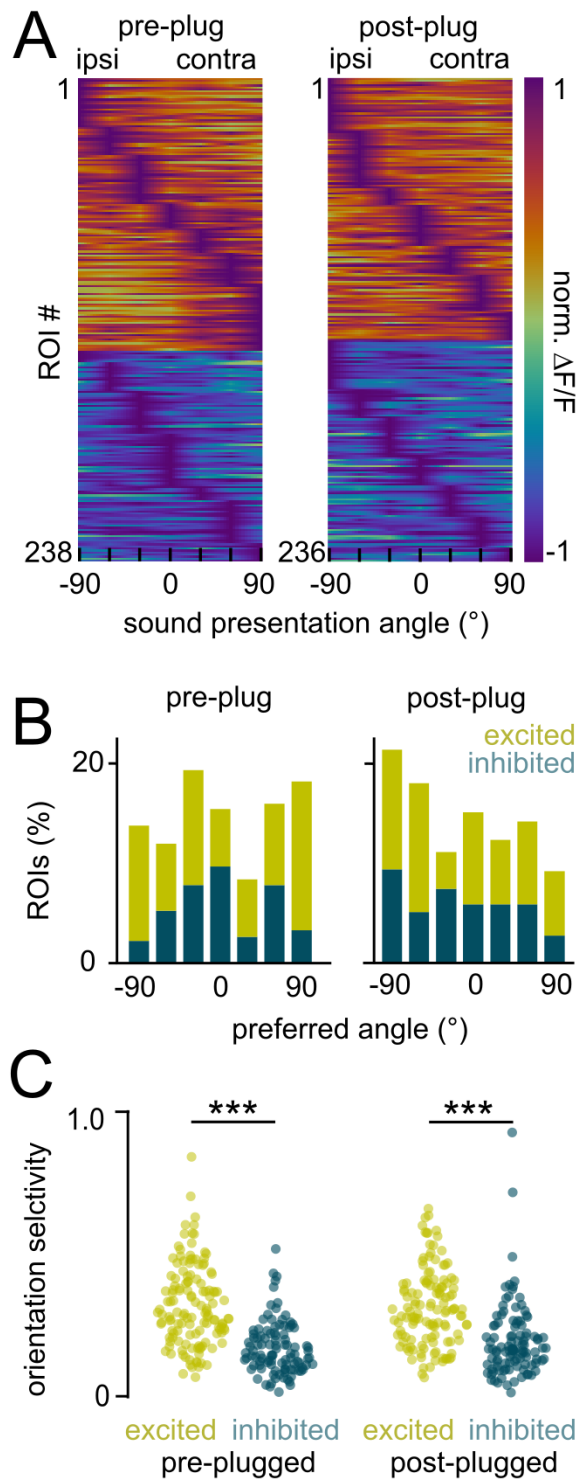 A
pre-plug
post-plug
ipsi
contra
ipsi
contra
1
1
1
ROI #
norm. ΔF/F
238
236
-1
-90
0
90
-90
0
90
sound presentation angle (°)
B
pre-plug
post-plug
excited
inhibited
20
ROIs (%)
0
-90
0
90
-90
0
90
preferred angle (°)
C
1.0
***
***
orientation selctivity
0
excited
inhibited
excited
inhibited
pre-plugged
post-plugged